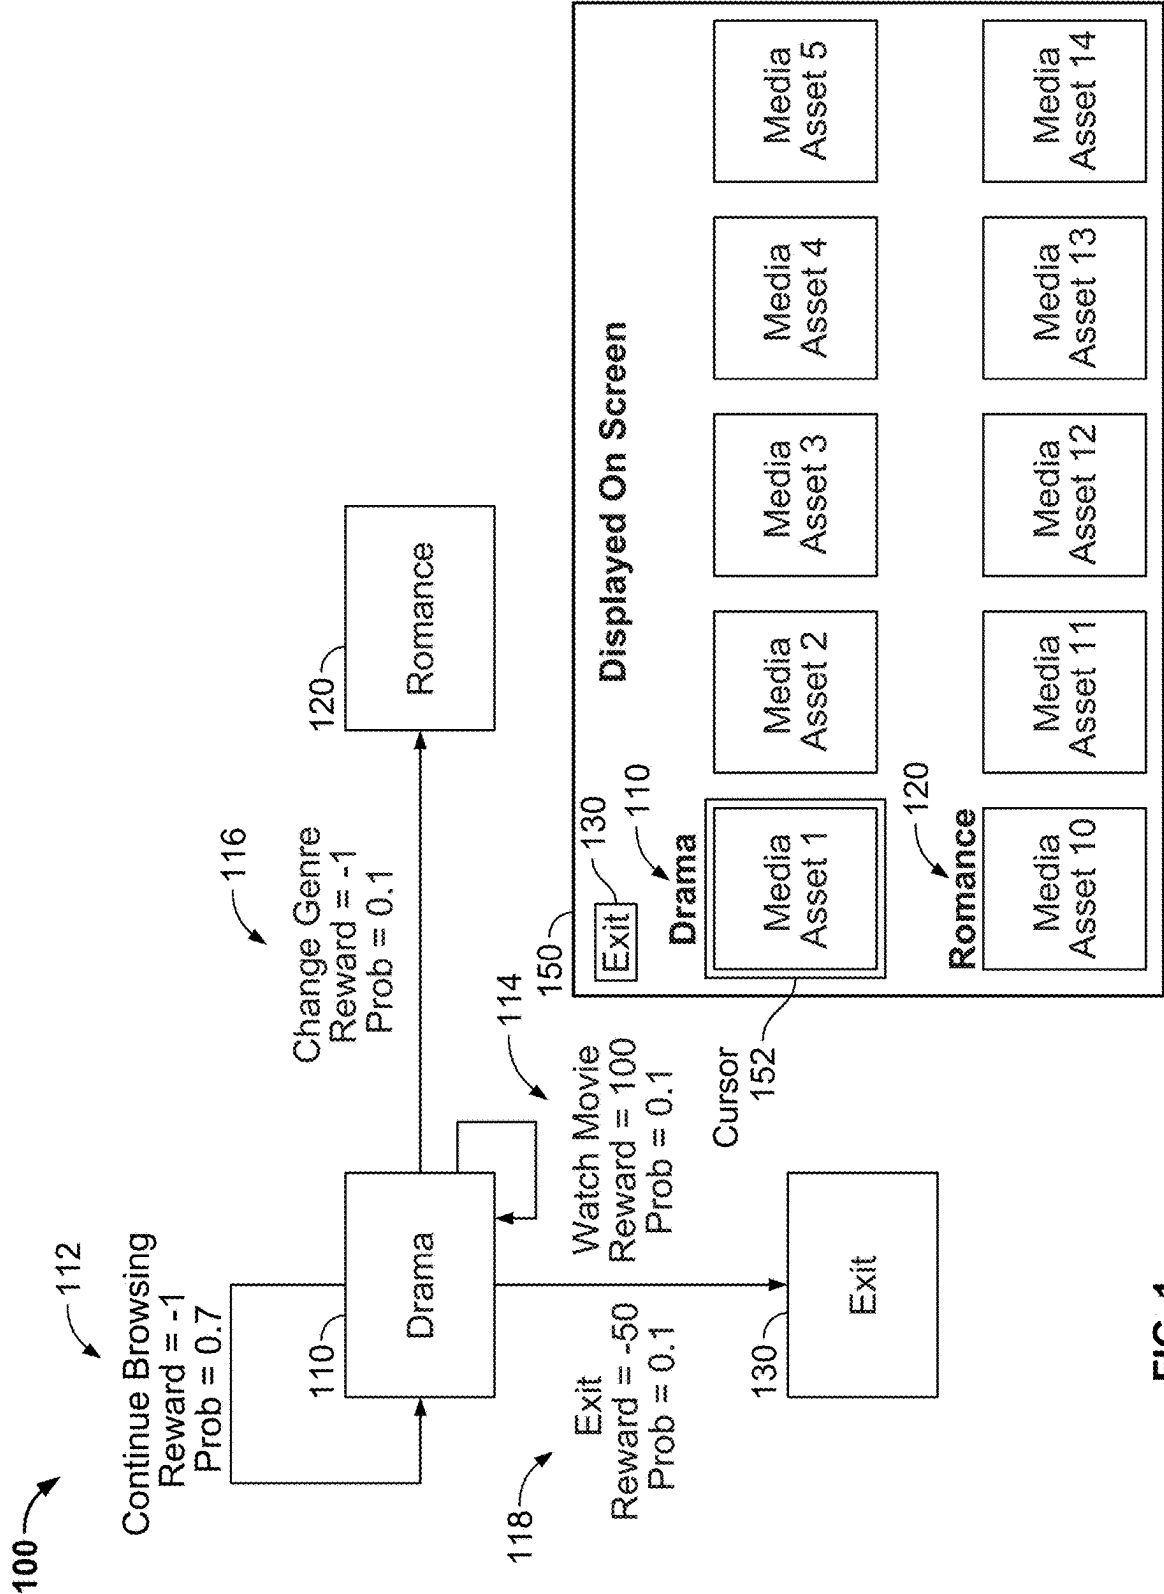 100
112
Continue Browsing
Reward = -1
Prob = 0.7
116
Change Genre
Reward = -1
Prob = 0.1
110
Drama
120
Romance
114
Watch Movie
Reward = 100
Prob = 0.1
118
Exit
Reward = -50
Prob = 0.1
130
Exit
Cursor
152
150
Displayed On Screen
Exit
130
Drama
110
Media
Asset 1
Media
Asset 2
Media
Asset 3
Media
Asset 4
Media
Asset 5
Romance
120
Media
Asset 10
Media
Asset 11
Media
Asset 12
Media
Asset 13
Media
Asset 14
FIG. 1